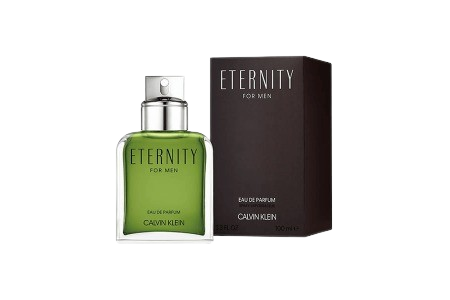 ETERNITY
FOR MEN
EAU DE PARFUM
CALVIN KLEIN
ETERNITY
FOR MEN
EAU DE PARFUM
CALVIN KLEIN